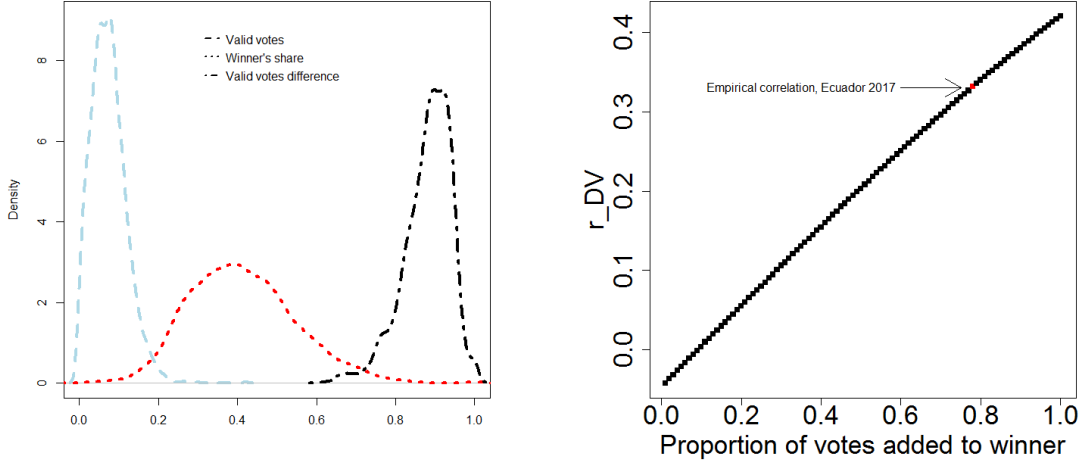 Valid votes
Winner's share
Valid votes difference
Density
8
6
4
2
0
0.0 0.2 0.4 0.6 0.8 1.0
Empirical correlation, Ecuador 2017
r_DV
0.4
0.3
0.2
0.1
0.0
0.0 0.2 0.4 0.6 0.8 1.0
Proportion of votes added to winner